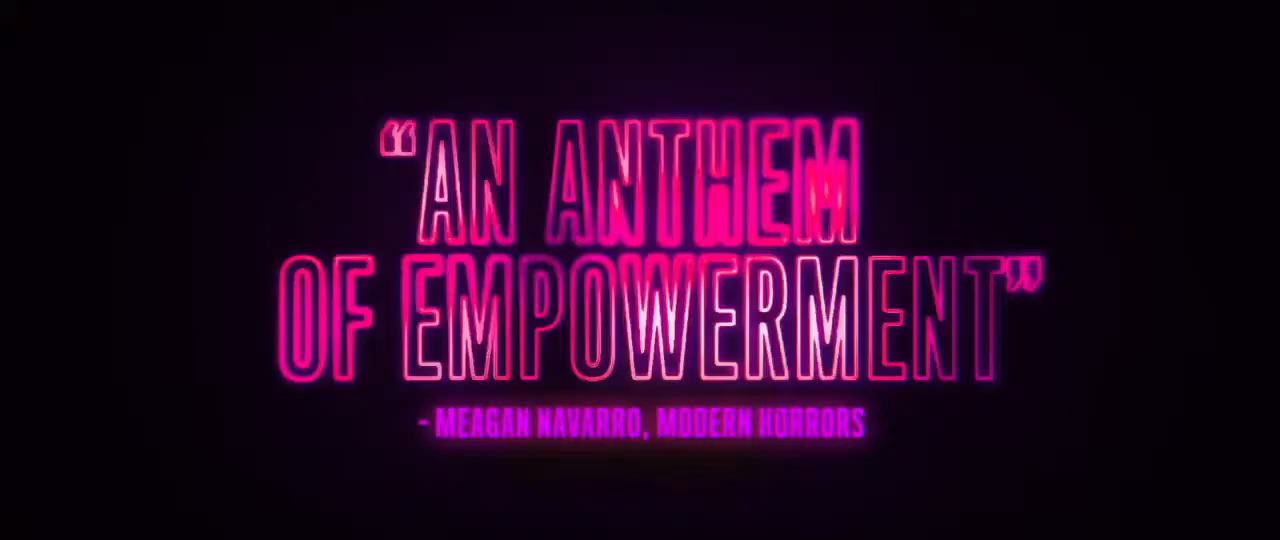 “AN ANTHEM
OF EMPOWERMENT”
- MEAGAN NAVARRO, MODERN HORRORS